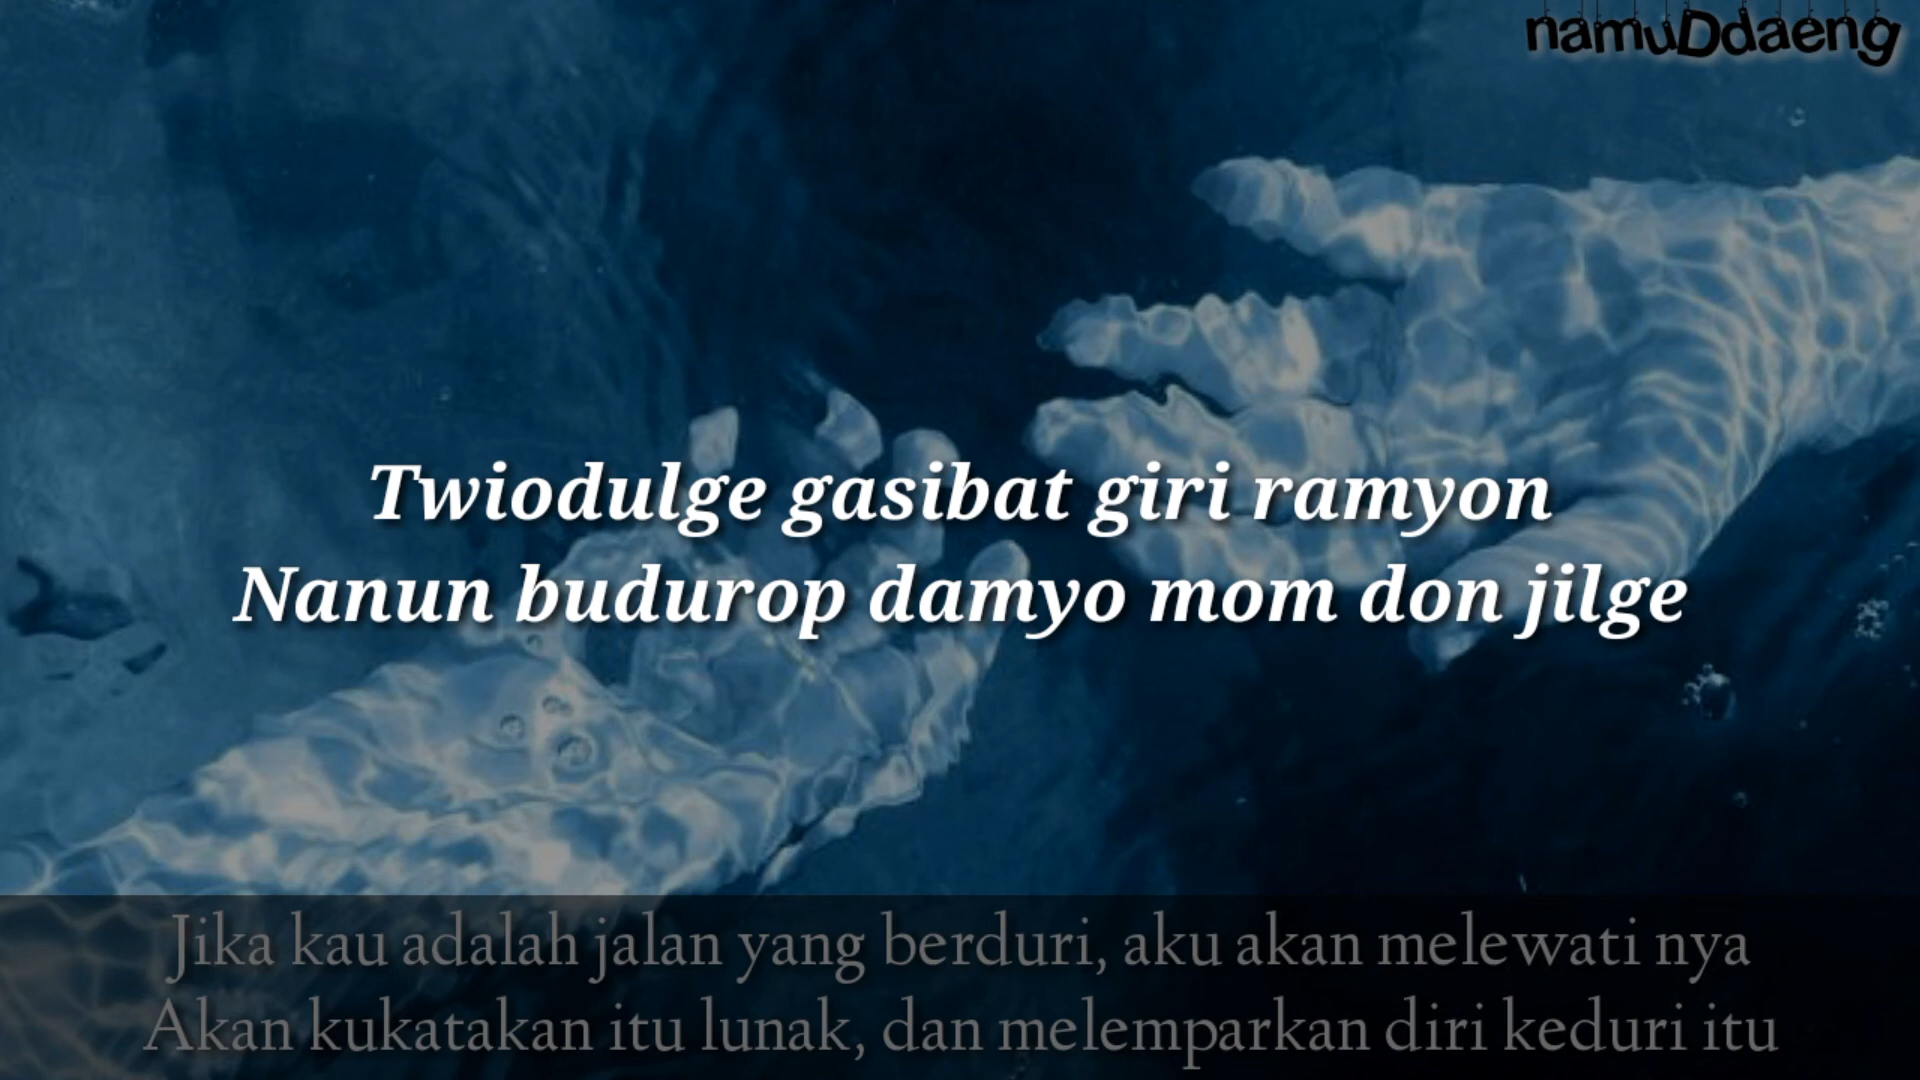 namuDdaeng
Twiodulge gasibat giri ramyon
Nanun budurop damyo mom don jilge
Jika kau adalah jalan yang berduri, aku akan melewati nya
Akan kukatakan itu lunak, dan melemparkan diri keduri itu